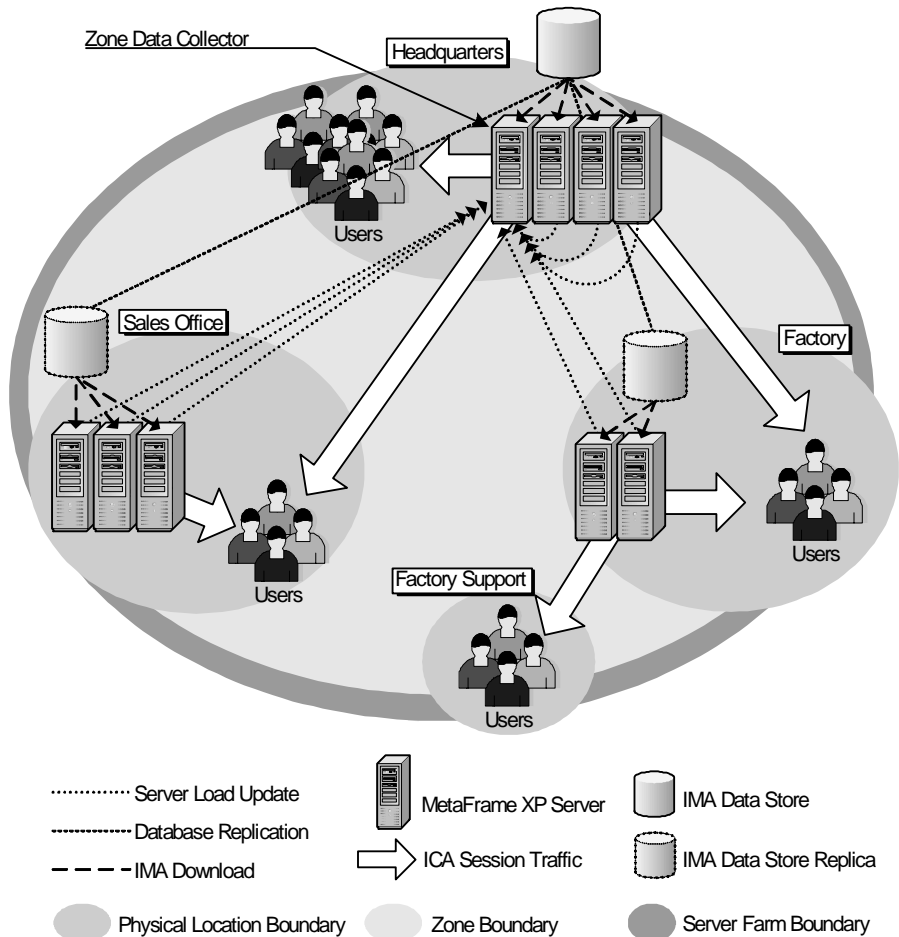 Zone Data Collector
Headquarters
Users
Sales Office
Factory
Users
Users
Factory Support
Users
Server Load Update
Database Replication
IMA Download
MetaFrame XP Server
ICA Session Traffic
IMA Data Store
IMA Data Store Replica
Physical Location Boundary
Zone Boundary
Server Farm Boundary